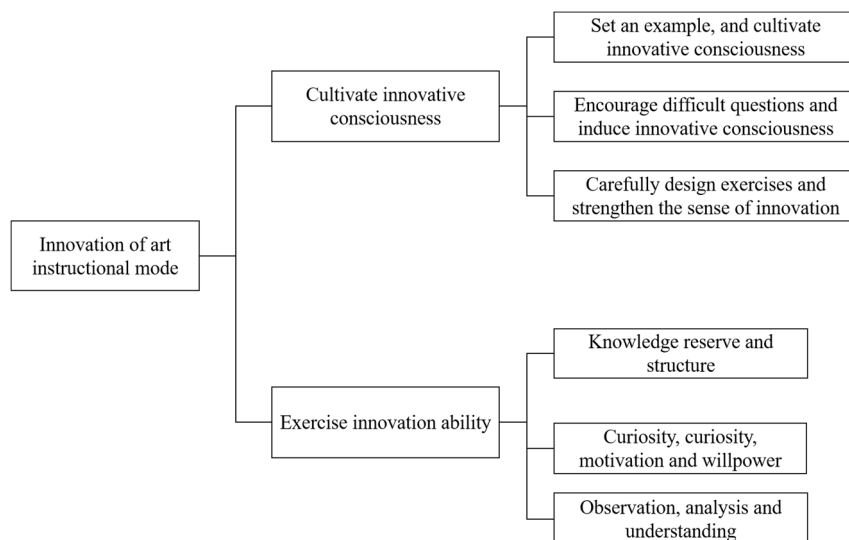 Set an example, and cultivate
innovative consciousness
Cultivate innovative
consciousness
Encourage difficult questions and
induce innovative consciousness
Carefully design exercises and
strengthen the sense of innovation
Innovation of art
instructional mode
Knowledge reserve and
structure
Exercise innovation ability
Curiosity, curiosity,
motivation and willpower
Observation, analysis and
understanding